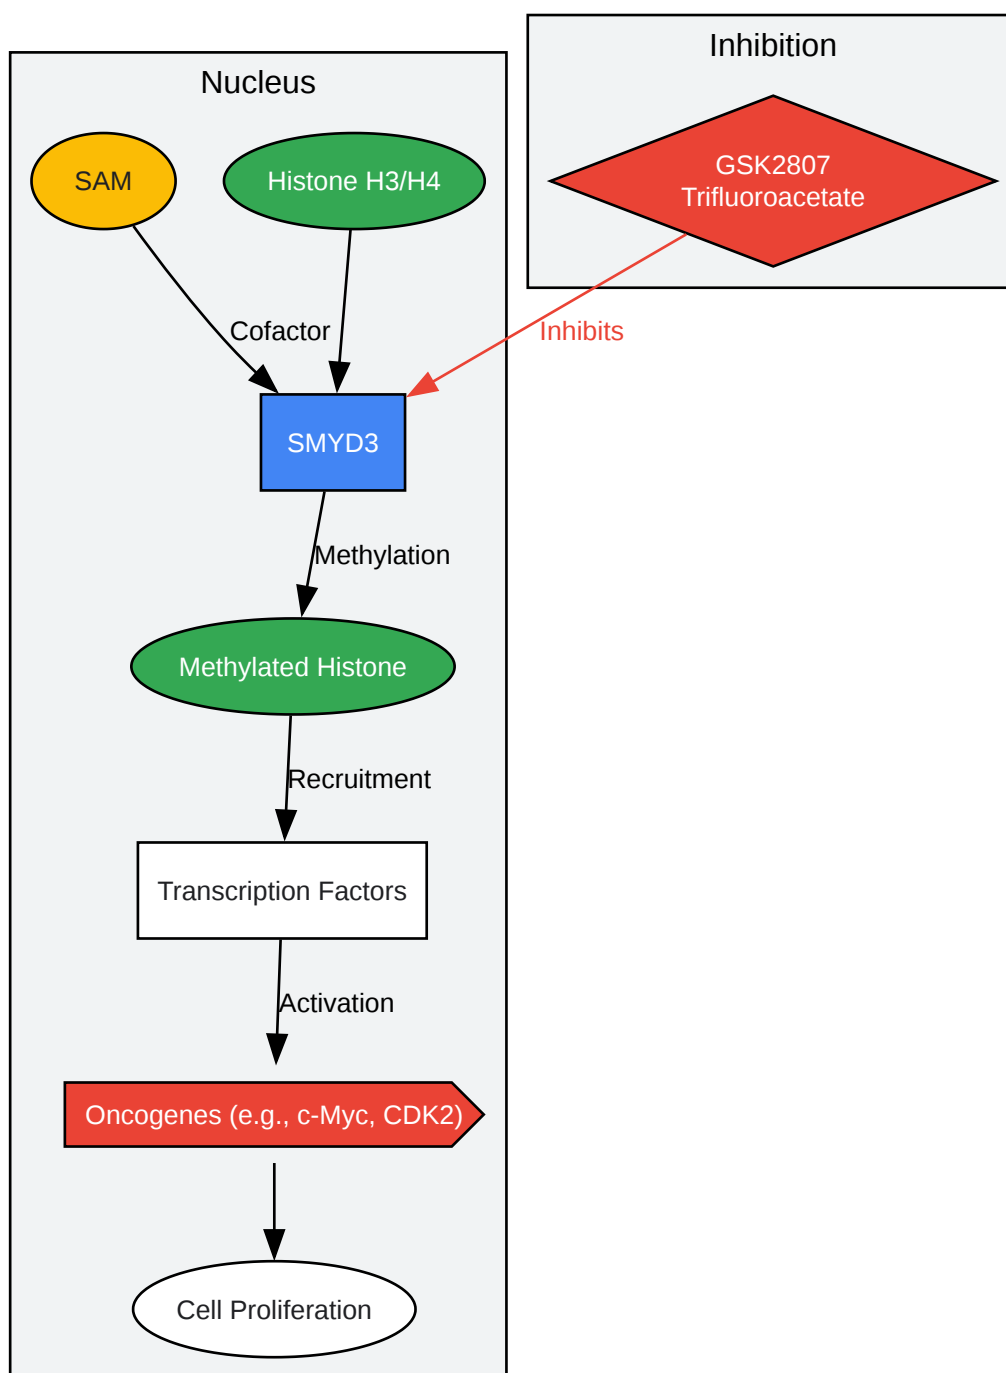 Inhibition
Nucleus
SAM
Histone H3/H4
GSK2807
Trifluoroacetate
Cofactor
Inhibits
SMYD3
Methylation
Methylated Histone
Recruitment
Transcription Factors
Activation
Oncogenes (e.g., c-Myc, CDK2)
Cell Proliferation